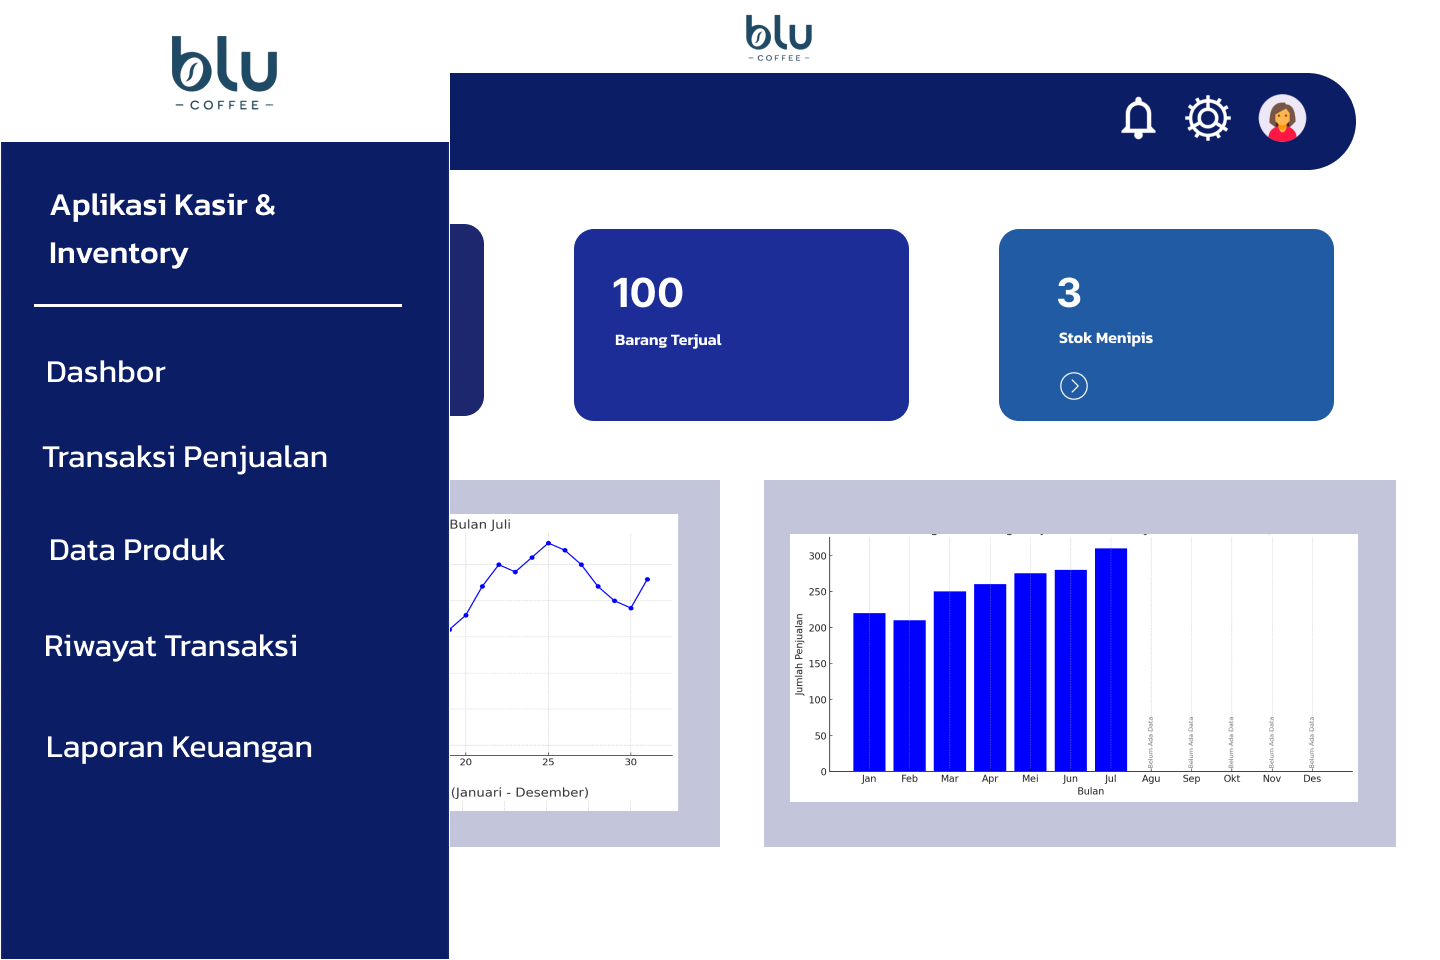 blu
COFFEE
Aplikasi Kasir &
Inventory
Dashbor
Transaksi Penjualan
Data Produk
Riwayat Transaksi
Laporan Keuangan
blu
COFFEE
100
Barang Terjual
3
Stok Menipis
Bulan Juli
20 25 30
(Januari - Desember)
Jumlah Penjualan
300
250
200
150
100
50
0
Belum Ada Data
Belum Ada Data
Belum Ada Data
Belum Ada Data
Belum Ada Data
Jan Feb Mar Apr Mei Jun Jul Agu Sep Okt Nov Des
Bulan